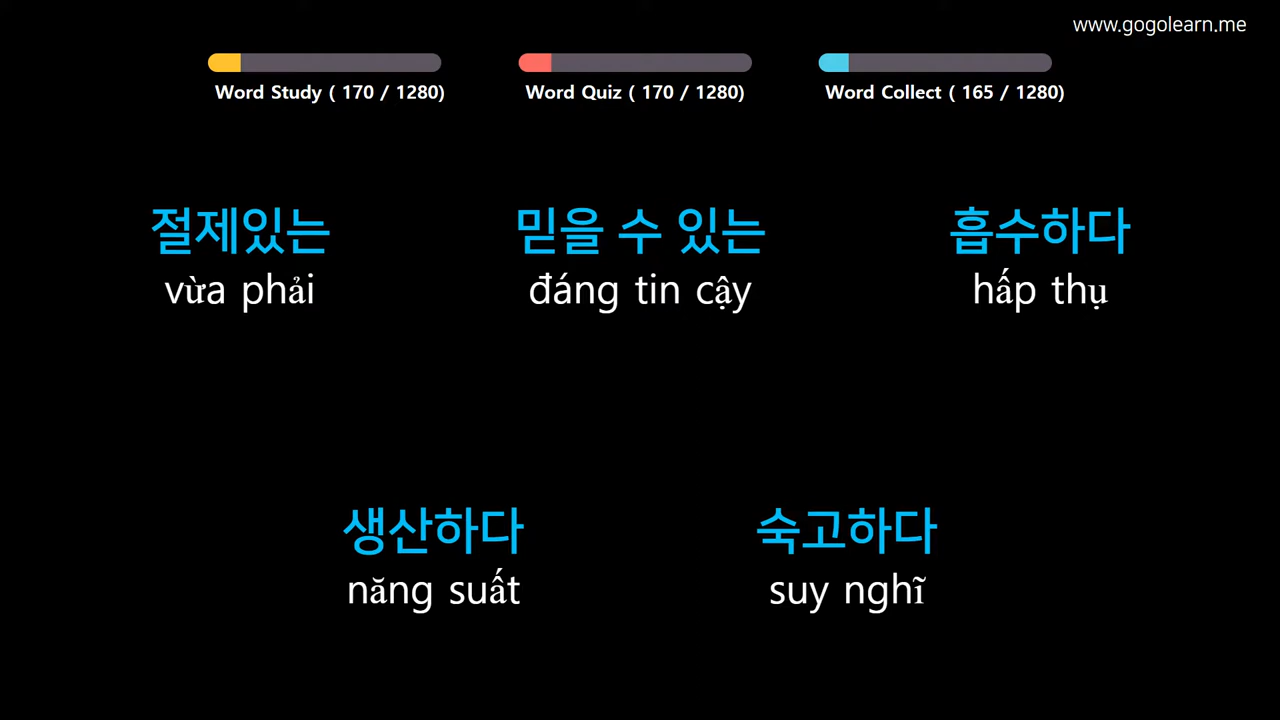 www.gogolearn.me
Word Study ( 170 / 1280)
Word Quiz ( 170 / 1280)
Word Collect ( 165 / 1280)
절제있는
vừa phải
믿을 수 있는
đáng tin cậy
흡수하다
hấp thụ
생산하다
năng suất
숙고하다
suy nghĩ